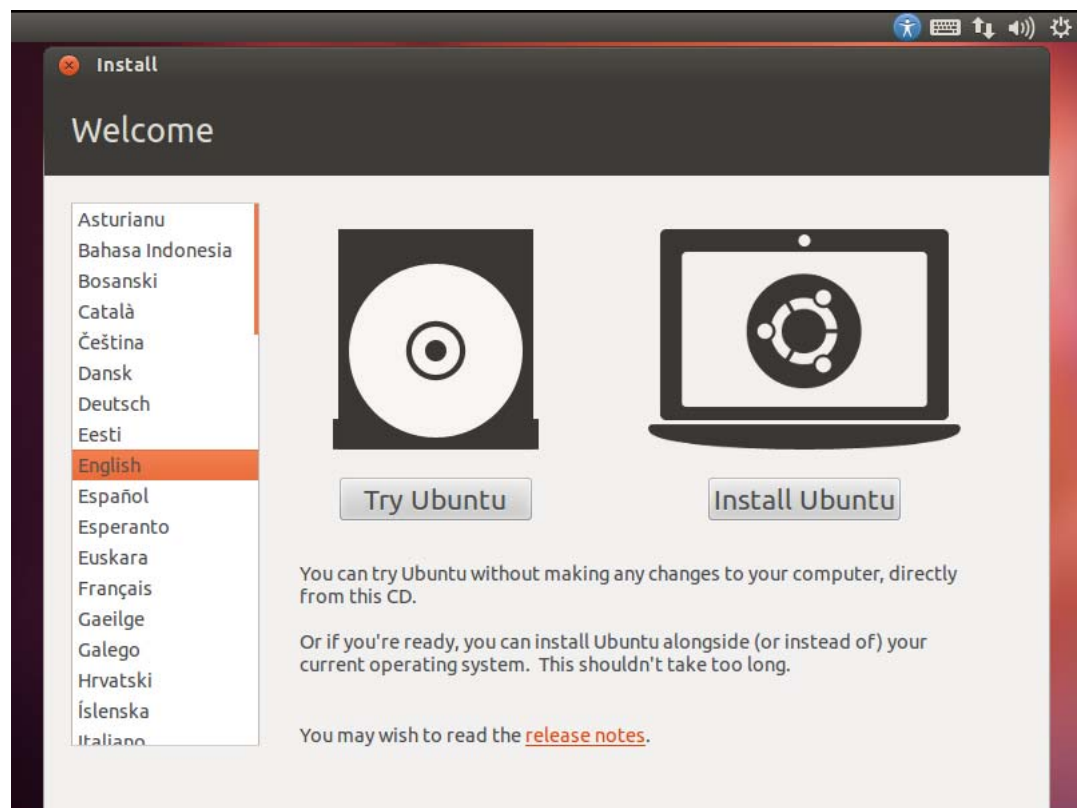 Install
Welcome
Asturianu
Bahasa Indonesia
Bosanski
Català
Čeština
Dansk
Deutsch
Eesti
English
Español
Esperanto
Euskara
Français
Gaeilge
Galego
Hrvatski
Íslenska
Italiano
Try Ubuntu
Install Ubuntu
You can try Ubuntu without making any changes to your computer, directly
from this CD.
Or if you're ready, you can install Ubuntu alongside (or instead of) your
current operating system. This shouldn't take too long.
You may wish to read the release notes.